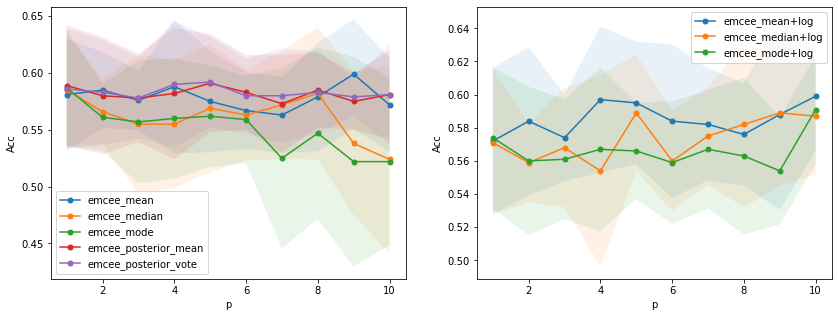 0.65
0.60
0.55
0.50
0.45
Acc
emcee_mean
emcee_median
emcee_mode
emcee_posterior_mean
emcee_posterior_vote
2
4
6
8
10
p
0.64
0.62
0.60
0.58
0.56
0.54
0.52
0.50
Acc
emcee_mean+log
emcee_median+log
emcee_mode+log
2
4
6
8
10
p